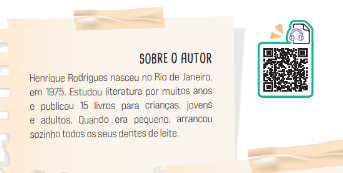 SOBRE O AUTOR
Henrique Rodrigues nasceu no Rio de Janeiro,
em 1975. Estudou literatura por muitos anos
e publicou 15 livros para crianças, jovens
e adultos. Quando era pequeno, arrancou
sozinho todos os seus dentes de leite.